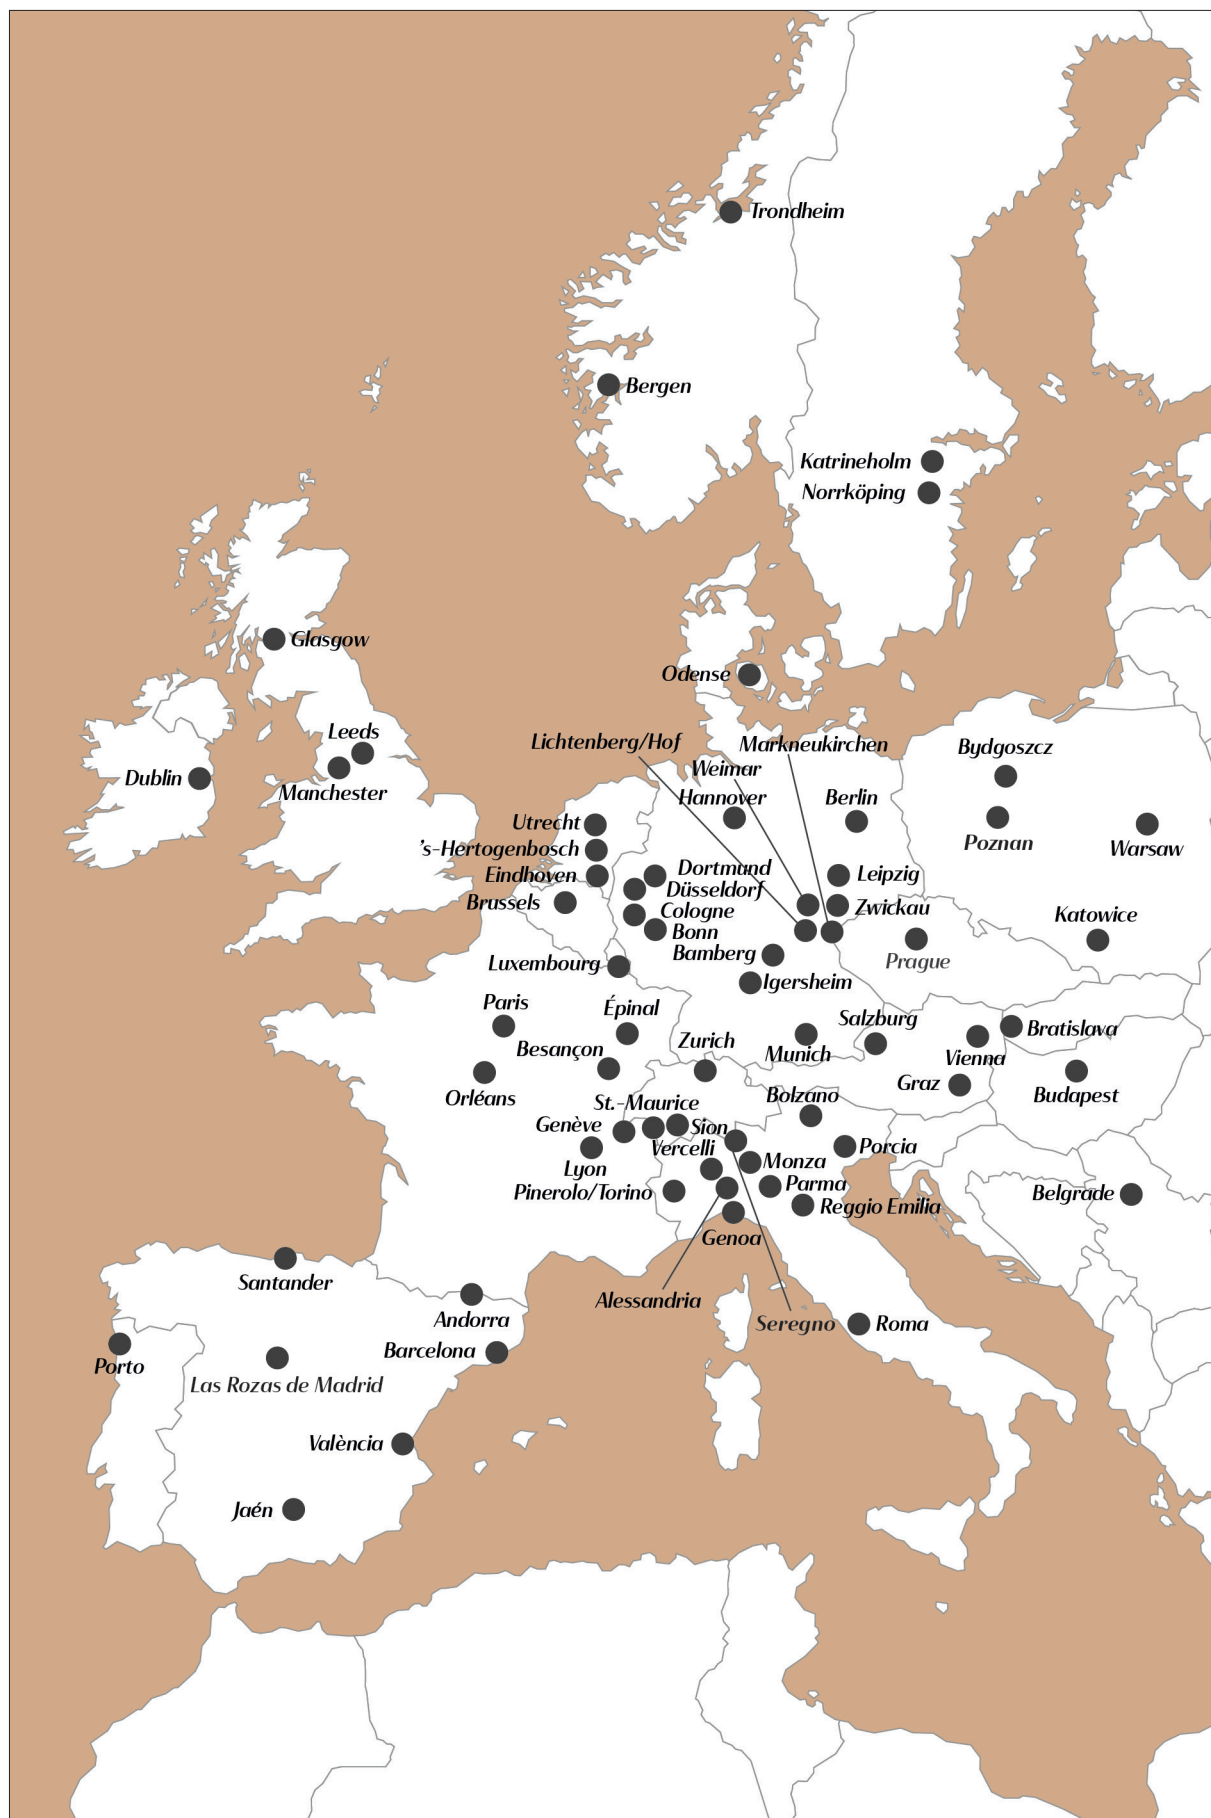 Trondheim
Bergen
Katrineholm
Norrköping
Glasgow
Odense
Leeds
Lichtenberg/Hof
Markneukirchen
Bydgoszcz
Weimar
Dublin
Manchester
Hannover
Berlin
Utrecht
Poznan
Warsaw
's-Hertogenbosch
Eindhoven
Dortmund
Leipzig
Düsseldorf
Brussels
Cologne
Zwickau
Katowice
Bonn
Bamberg
Prague
Luxembourg
Igersheim
Paris
Épinal
Salzburg
Bratislava
Besançon
Zurich
Munich
Vienna
Orléans
Graz
Budapest
Bolzano
St.-Maurice
Genève
Sion
Vercelli
Porcia
Lyon
Monza
Pinerolo/Torino
Parma
Belgrade
Reggio Emilia
Genoa
Santander
Alessandria
Andorra
Seregno
Roma
Barcelona
Porto
Las Rozas de Madrid
València
Jaén